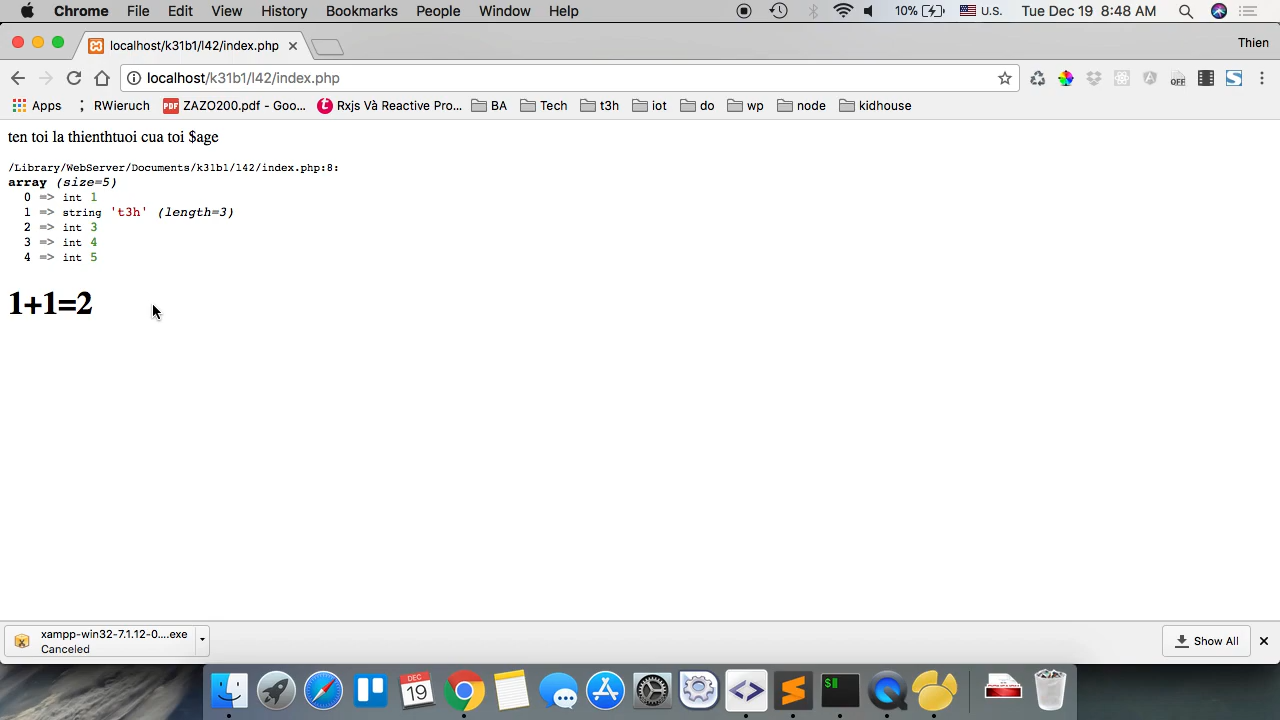 Chrome File Edit View History Bookmarks People Window Help 10% U.S. Tue Dec 19 8:48 AM
localhost/k31b1/l42/index.php Thien
localhost/k31b1/l42/index.php OFF
Apps RWieruch PDF ZAZO200.pdf - Goo... Rxjs Và Reactive Pro... BA Tech t3h iot do wp node kidhouse
ten toi la thienthtuoi cua toi $age
/Library/WebServer/Documents/k31b1/l42/index.php:8:
array (size=5)
0 => int 1
1 => string 't3h' (length=3)
2 => int 3
3 => int 4
4 => int 5
1+1=2
xampp-win32-7.1.12-0....exe
Canceled
Show All
DEC
19